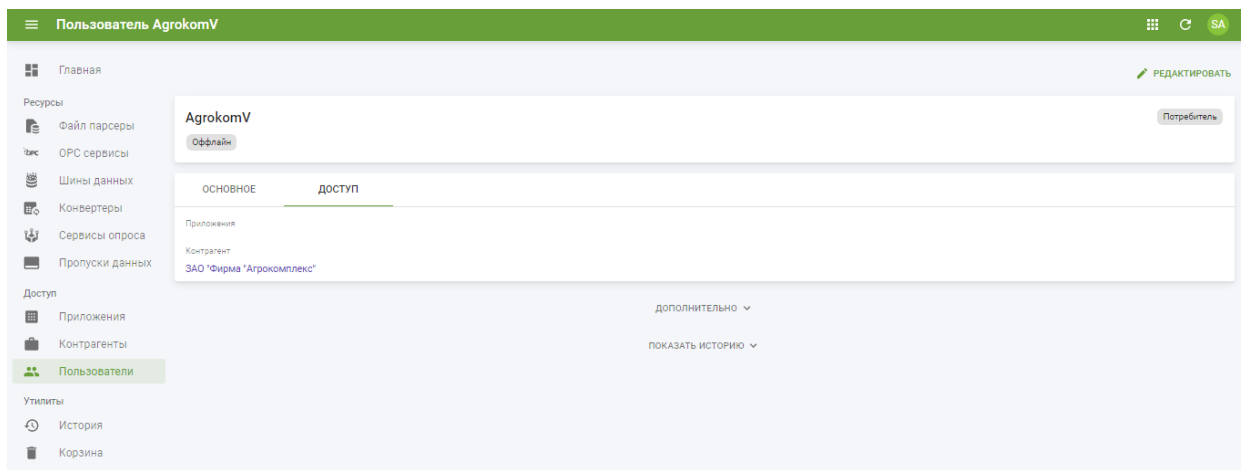 Пользователь AgrokomV
SA
Главная
РЕДАКТИРОВАТЬ
Ресурсы
Файл парсеры
OPC сервисы
Шины данных
Конвертеры
Сервисы опроса
Пропуски данных
Доступ
Приложения
Контрагенты
Пользователи
Утилиты
История
Корзина
AgrokomV
Потребитель
Оффлайн
ОСНОВНОЕ
ДОСТУП
Приложения
Контрагент
ЗАО "Фирма "Агрокомплекс"
ДОПОЛНИТЕЛЬНО
ПОКАЗАТЬ ИСТОРИЮ